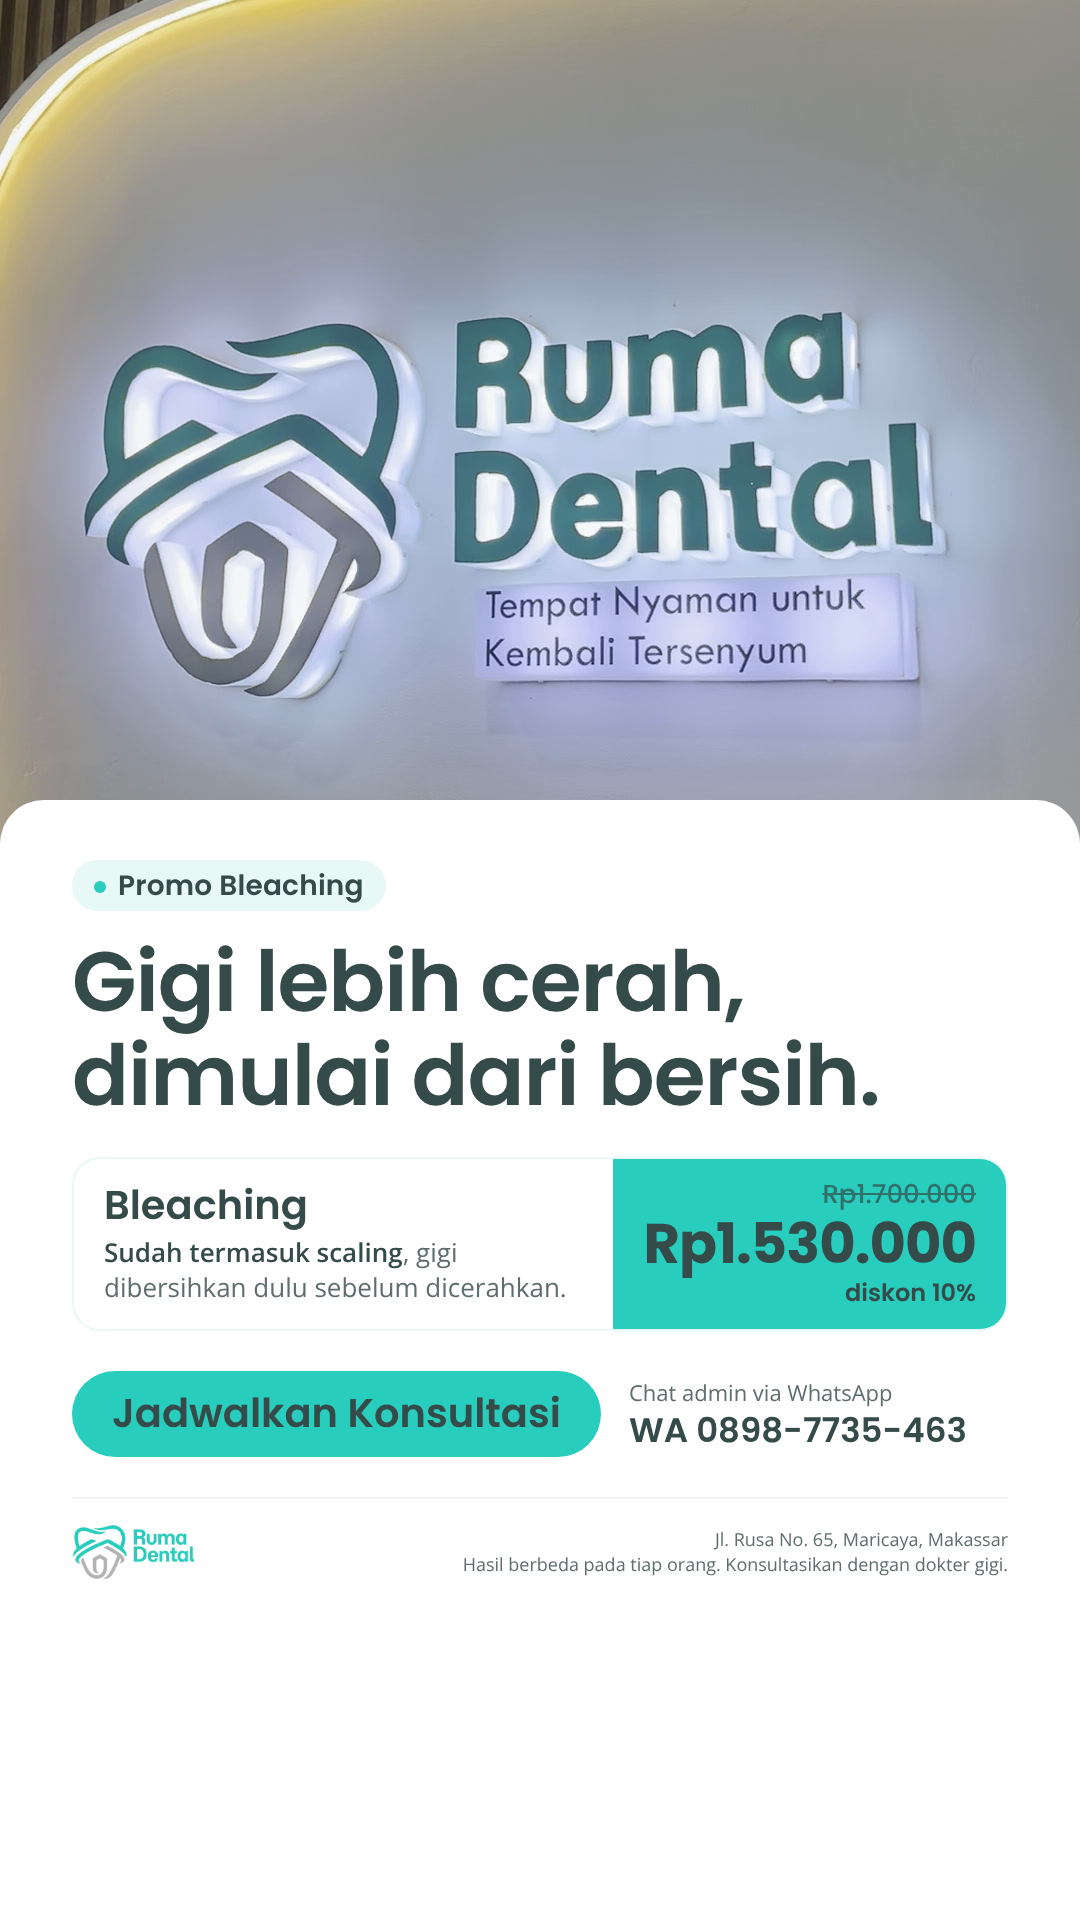 Ruma
Dental
Tempat Nyaman untuk
Kembali Tersenyum
Promo Bleaching
Gigi lebih cerah,
dimulai dari bersih.
Bleaching
Sudah termasuk scaling, gigi
dibersihkan dulu sebelum dicerahkan.
Rp1.700.000
Rp1.530.000
diskon 10%
Jadwalkan Konsultasi
Chat admin via WhatsApp
WA 0898-7735-463
Ruma
Dental
Jl. Rusa No. 65, Maricaya, Makassar
Hasil berbeda pada tiap orang. Konsultasikan dengan dokter gigi.